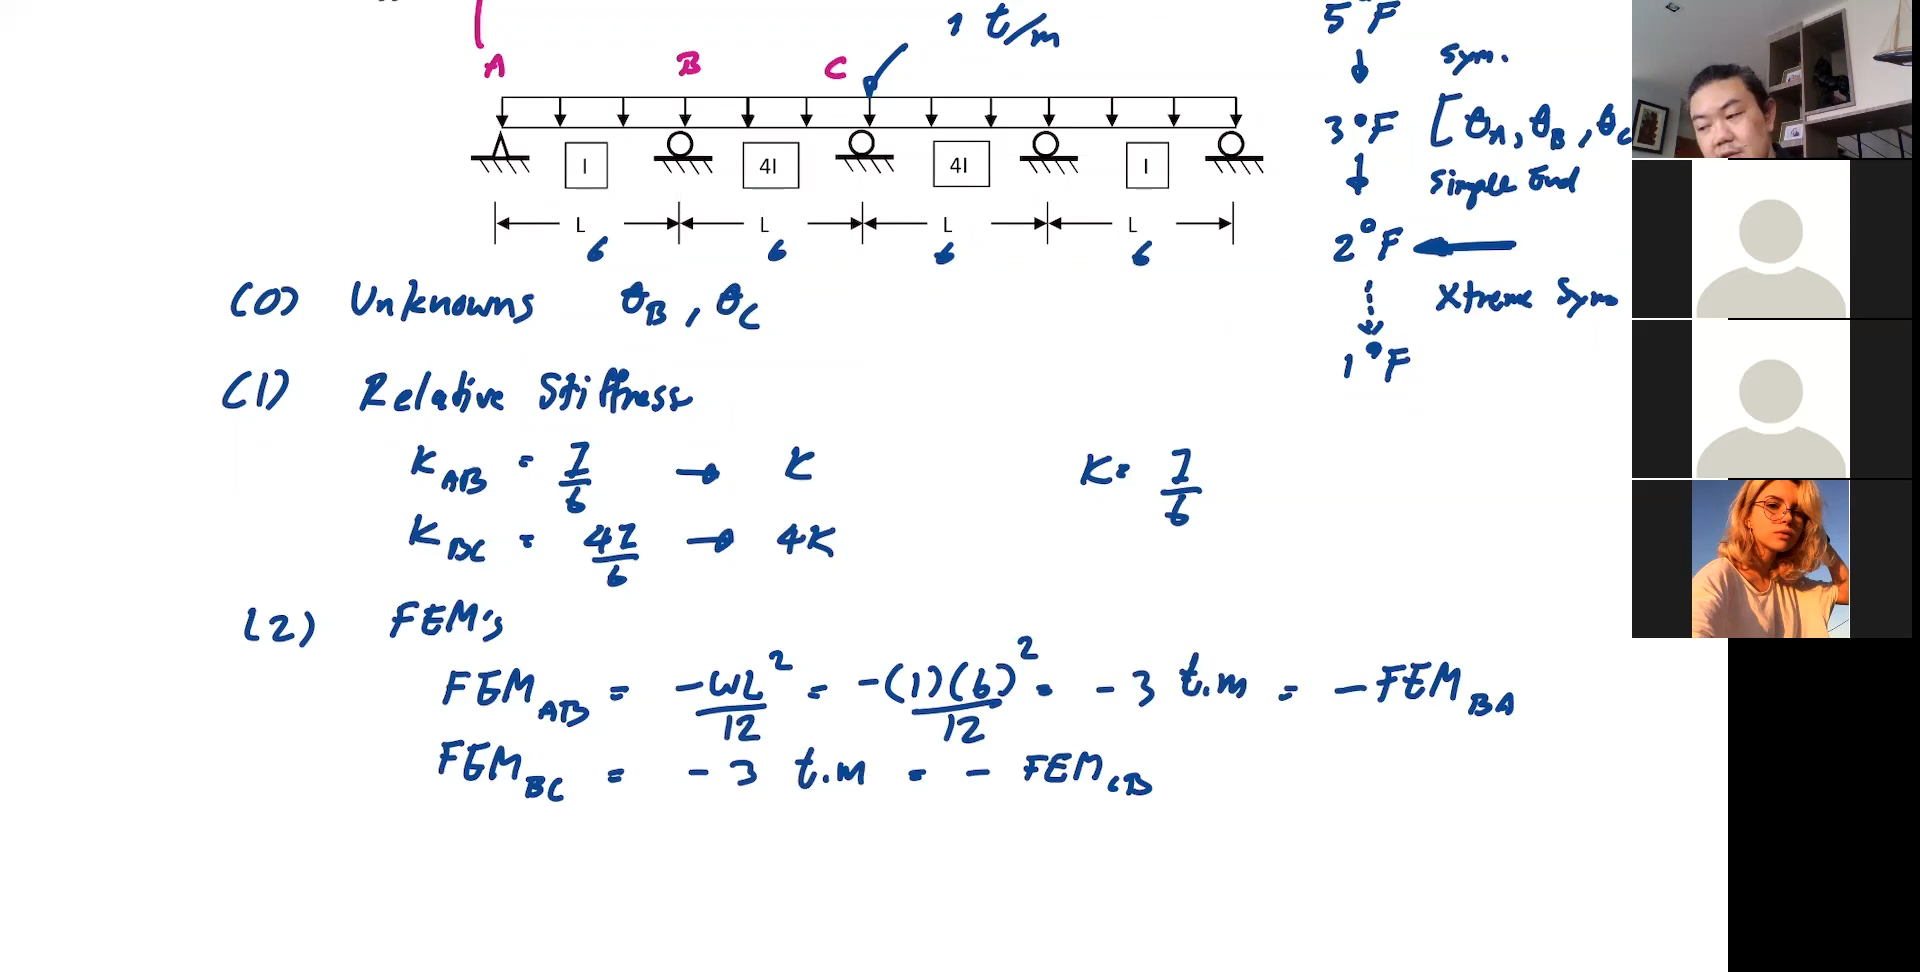 1 t/m
5°F
A B C
sym.
3°F [θA, θB, θC
I 4I 4I I
Simple End
L L L L
6 6 6 6
2°F
Xtreme Sym
1°F
(0) Unknowns θB, θC
(1) Relative Stiffness
KAB = I/6 → K K = I/6
KBC = 4I/6 → 4K
(2) FEM's
FEMAB = -WL²/12 = -(1)(6)²/12 = -3 t.m = -FEMBA
FEMBC = -3 t.m = - FEMCB